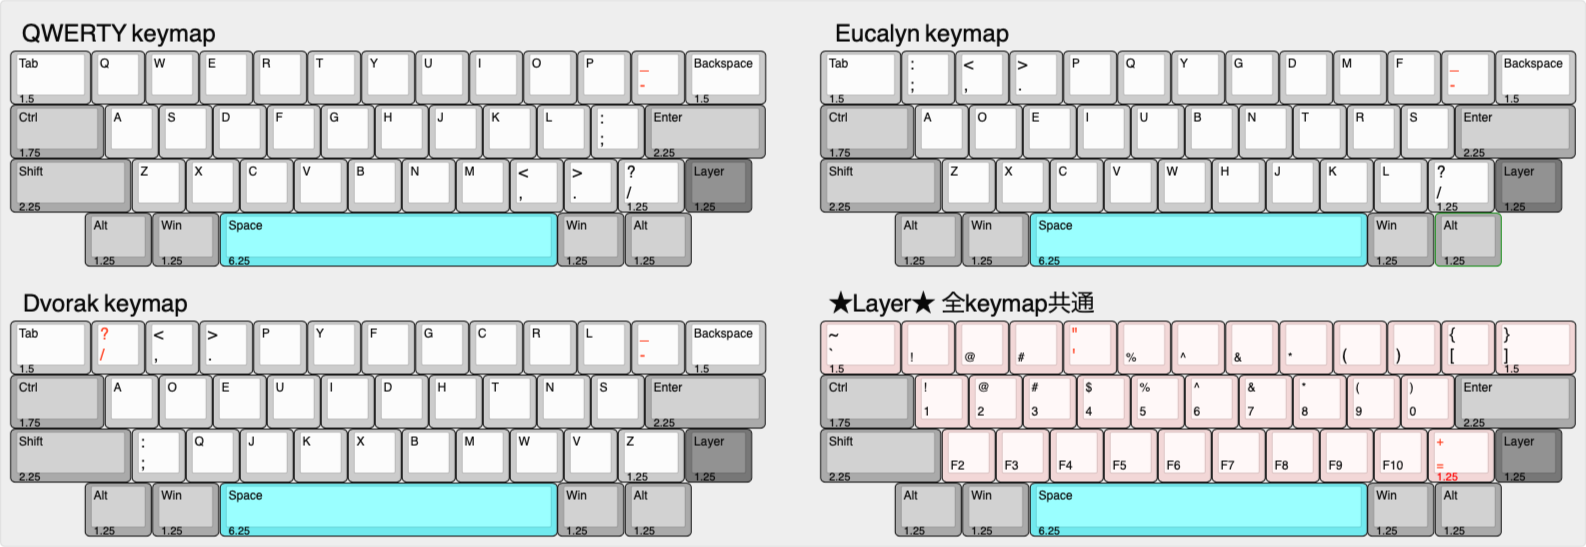 QWERTY keymap
Tab Q W E R T Y U I O P _ Backspace
- 
1.5 1.5
Ctrl A S D F G H J K L : Enter
;
1.75 2.25
Shift Z X C V B N M < > ? Layer
, . /
2.25 1.25 1.25
Alt Win Space Win Alt
1.25 1.25 6.25 1.25 1.25
Eucalyn keymap
Tab : < > P Q Y G D M F _ Backspace
; , . -
1.5 1.5
Ctrl A O E I U B N T R S Enter
1.75 2.25
Shift Z X C V W H J K L ? Layer
/
2.25 1.25 1.25
Alt Win Space Win Alt
1.25 1.25 6.25 1.25 1.25
Dvorak keymap
Tab ? < > P Y F G C R L _ Backspace
/ , . -
1.5 1.5
Ctrl A O E U I D H T N S Enter
1.75 2.25
Shift : Q J K X B M W V Z Layer
;
2.25 1.25 1.25
Alt Win Space Win Alt
1.25 1.25 6.25 1.25 1.25
★Layer★ 全keymap共通
~ " { }
` ! @ # ' % ^ & * ( ) [ ]
1.5 1.5
Ctrl ! @ # $ % ^ & * ( ) Enter
1 2 3 4 5 6 7 8 9 0
1.75 2.25
Shift + Layer
F2 F3 F4 F5 F6 F7 F8 F9 F10 =
2.25 1.25 1.25
Alt Win Space Win Alt
1.25 1.25 6.25 1.25 1.25